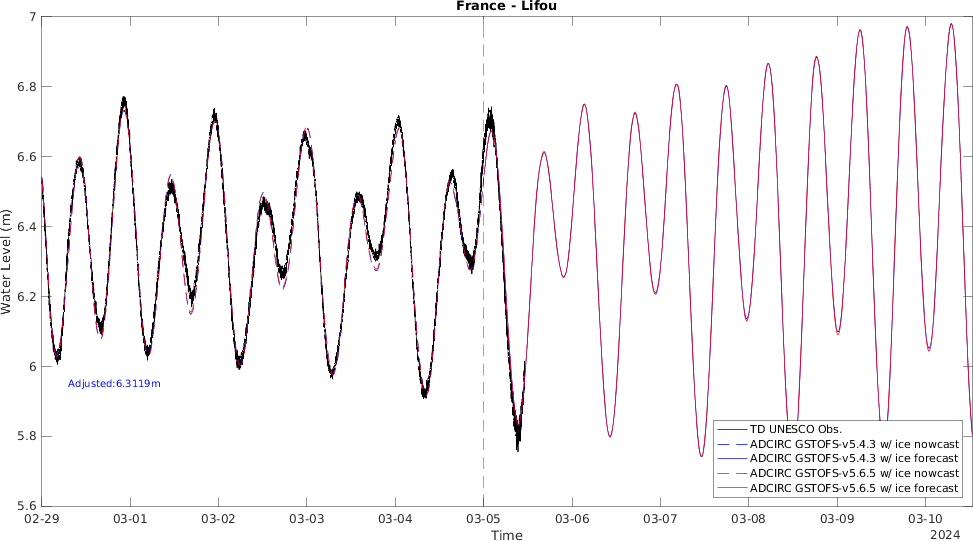 France - Lifou
7
6.8
6.6
6.4
6.2
6
5.8
5.6
Water Level (m)
Adjusted:6.3119m
TD UNESCO Obs.
ADCIRC GSTOFS-v5.4.3 w/ ice nowcast
ADCIRC GSTOFS-v5.4.3 w/ ice forecast
ADCIRC GSTOFS-v5.6.5 w/ ice nowcast
ADCIRC GSTOFS-v5.6.5 w/ ice forecast
02-29 03-01 03-02 03-03 03-04 03-05 03-06 03-07 03-08 03-09 03-10
Time
2024